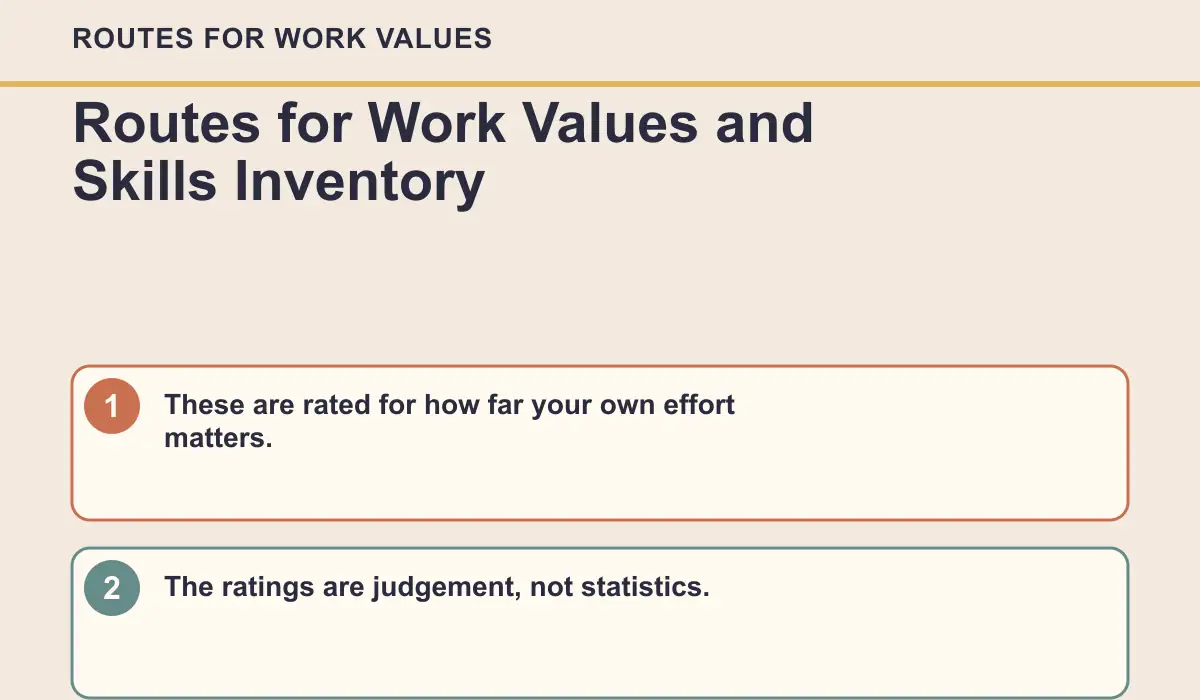 ROUTES FOR WORK VALUES
Routes for Work Values and
Skills Inventory
1
These are rated for how far your own effort
matters.
2
The ratings are judgement, not statistics.